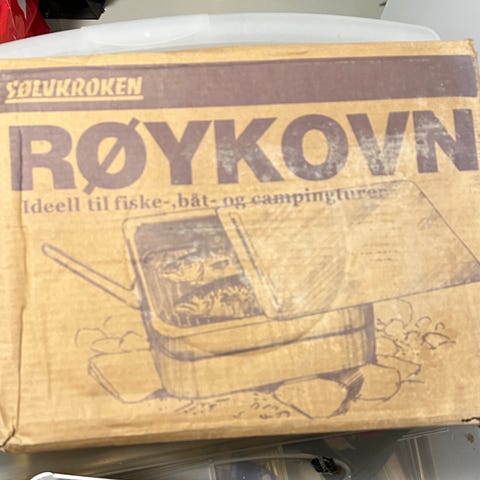 SØLVKROKEN
RØYKOVN
Ideell til fiske-,båt- og campingturer